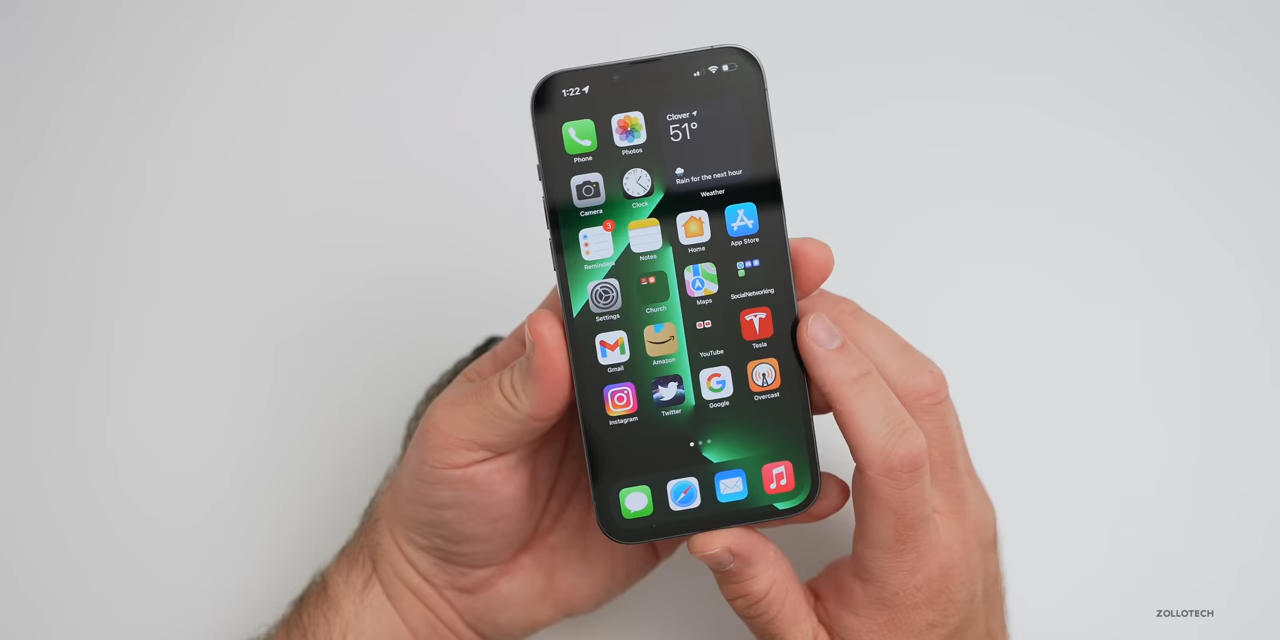 1:22
Clover
51°
Rain for the next hour
Weather
Phone
Photos
Camera
Clock
3
Reminders
Notes
Home
App Store
Settings
Church
Maps
SocialNetworking
Gmail
Amazon
YouTube
Tesla
Instagram
Twitter
Google
Overcast
ZOLLOTECH